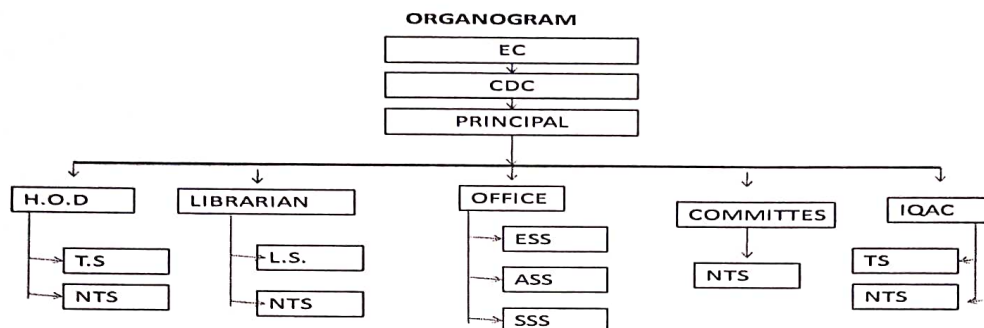 ORGANOGRAM
EC
CDC
PRINCIPAL
H.O.D
LIBRARIAN
OFFICE
COMMITTES
IQAC
T.S
NTS
L.S.
NTS
ESS
ASS
SSS
NTS
TS
NTS